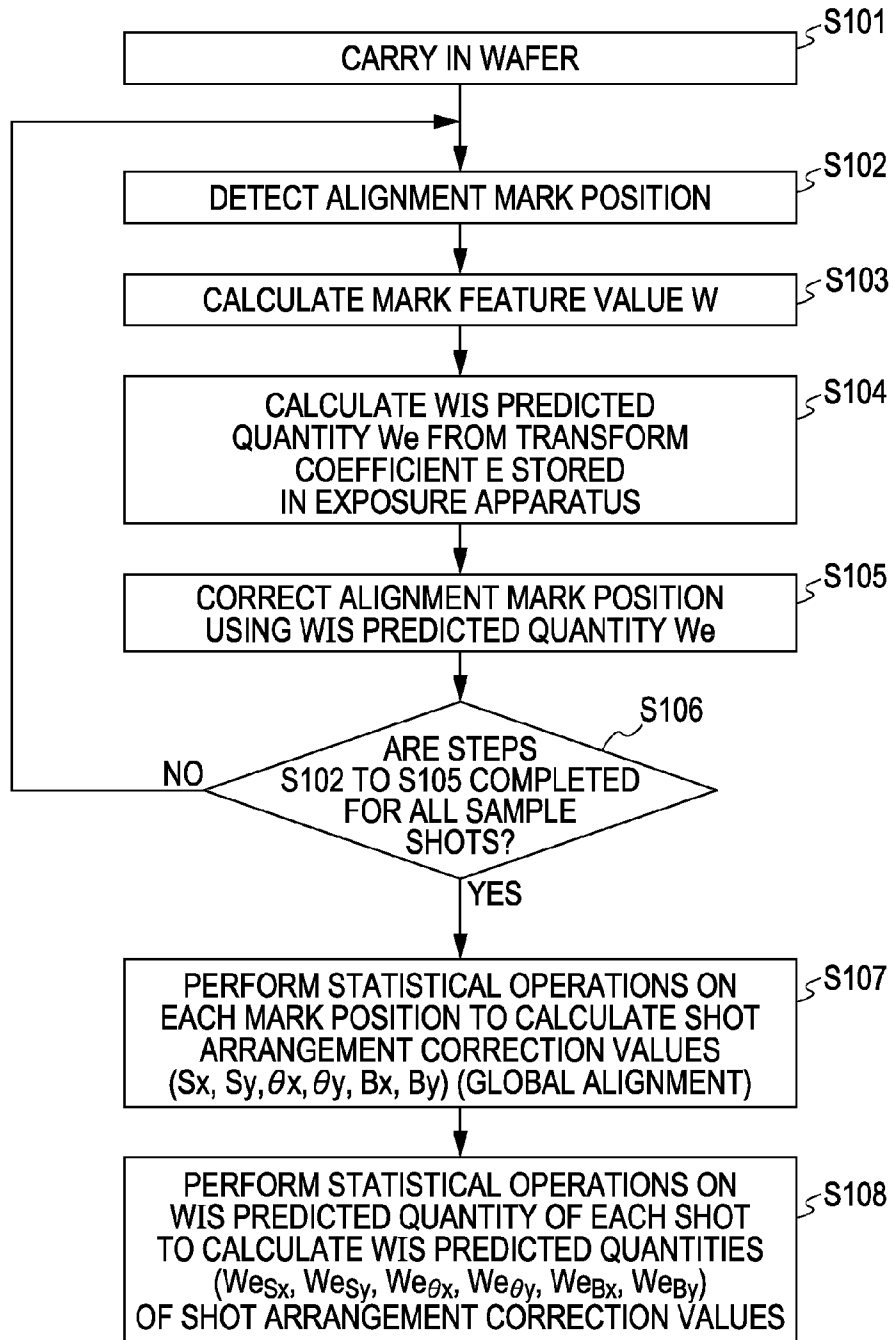 S101
CARRY IN WAFER
S102
DETECT ALIGNMENT MARK POSITION
S103
CALCULATE MARK FEATURE VALUE W
S104
CALCULATE WIS PREDICTED
QUANTITY We FROM TRANSFORM
COEFFICIENT E STORED
IN EXPOSURE APPARATUS
S105
CORRECT ALIGNMENT MARK POSITION
USING WIS PREDICTED QUANTITY We
S106
ARE STEPS
S102 TO S105 COMPLETED
FOR ALL SAMPLE
SHOTS?
NO
YES
S107
PERFORM STATISTICAL OPERATIONS ON
EACH MARK POSITION TO CALCULATE SHOT
ARRANGEMENT CORRECTION VALUES
(Sx, Sy, θx, θy, Bx, By) (GLOBAL ALIGNMENT)
S108
PERFORM STATISTICAL OPERATIONS ON
WIS PREDICTED QUANTITY OF EACH SHOT
TO CALCULATE WIS PREDICTED QUANTITIES
(WeSx, WeSy, Weθx, Weθy, WeBx, WeBy)
OF SHOT ARRANGEMENT CORRECTION VALUES